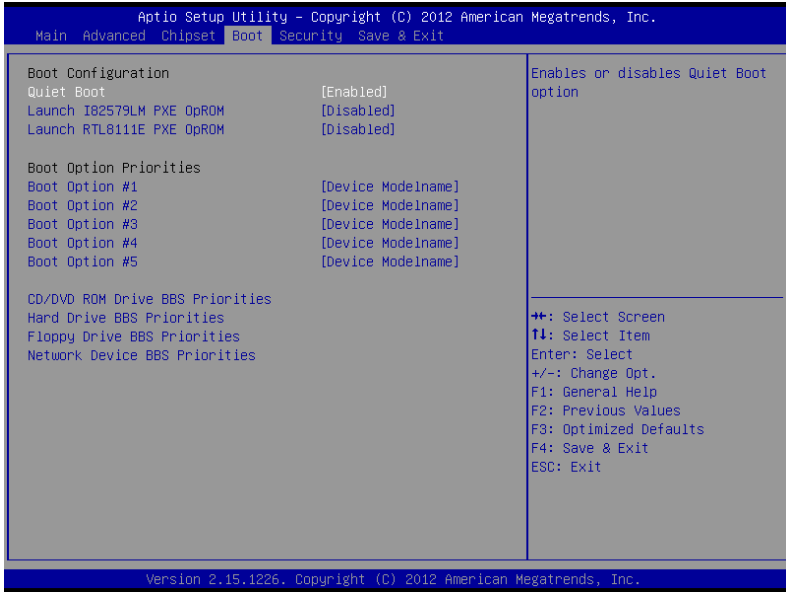 Aptio Setup Utility – Copyright (C) 2012 American Megatrends, Inc.
Main Advanced Chipset Boot Security Save & Exit
Boot Configuration
Quiet Boot [Enabled]
Launch I82579LM PXE OpROM [Disabled]
Launch RTL8111E PXE OpROM [Disabled]
Boot Option Priorities
Boot Option #1 [Device Modelname]
Boot Option #2 [Device Modelname]
Boot Option #3 [Device Modelname]
Boot Option #4 [Device Modelname]
Boot Option #5 [Device Modelname]
CD/DVD ROM Drive BBS Priorities
Hard Drive BBS Priorities
Floppy Drive BBS Priorities
Network Device BBS Priorities
Enables or disables Quiet Boot
option
→←: Select Screen
↑↓: Select Item
Enter: Select
+/-: Change Opt.
F1: General Help
F2: Previous Values
F3: Optimized Defaults
F4: Save & Exit
ESC: Exit
Version 2.15.1226. Copyright (C) 2012 American Megatrends, Inc.